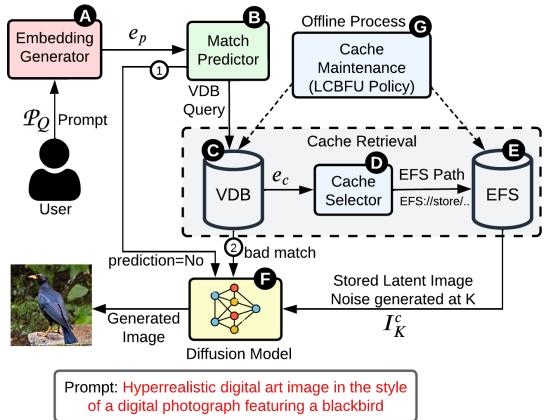 A
Embedding
Generator
e_p
B
Match
Predictor
Offline Process
G
Cache
Maintenance
(LCBFU Policy)
1
VDB
Query
P_Q Prompt
User
Cache Retrieval
C
VDB
e_c
D
Cache
Selector
EFS Path
EFS://store/..
E
EFS
2 bad match
prediction=No
F
Diffusion Model
Generated
Image
Stored Latent Image
Noise generated at K
I_K^c
Prompt: Hyperrealistic digital art image in the style
of a digital photograph featuring a blackbird